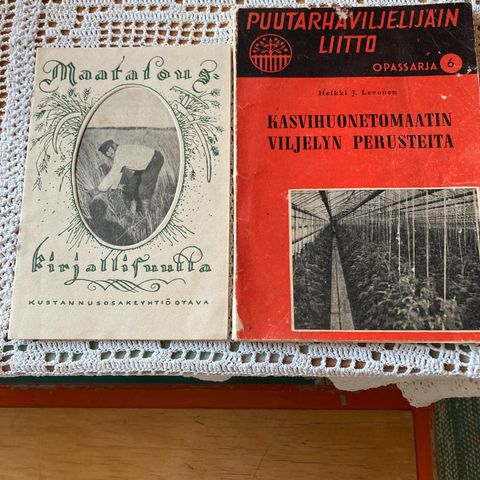 Maatalous-
kirjallisuutta
KUSTANNUSOSAKEYHTIÖ OTAVA
PUUTARHAVILJELIJÄIN
LIITTO
OPASSARJA 6
Heikki J. Levonen
KASVIHUONETOMAATIN
VILJELYN PERUSTEITA